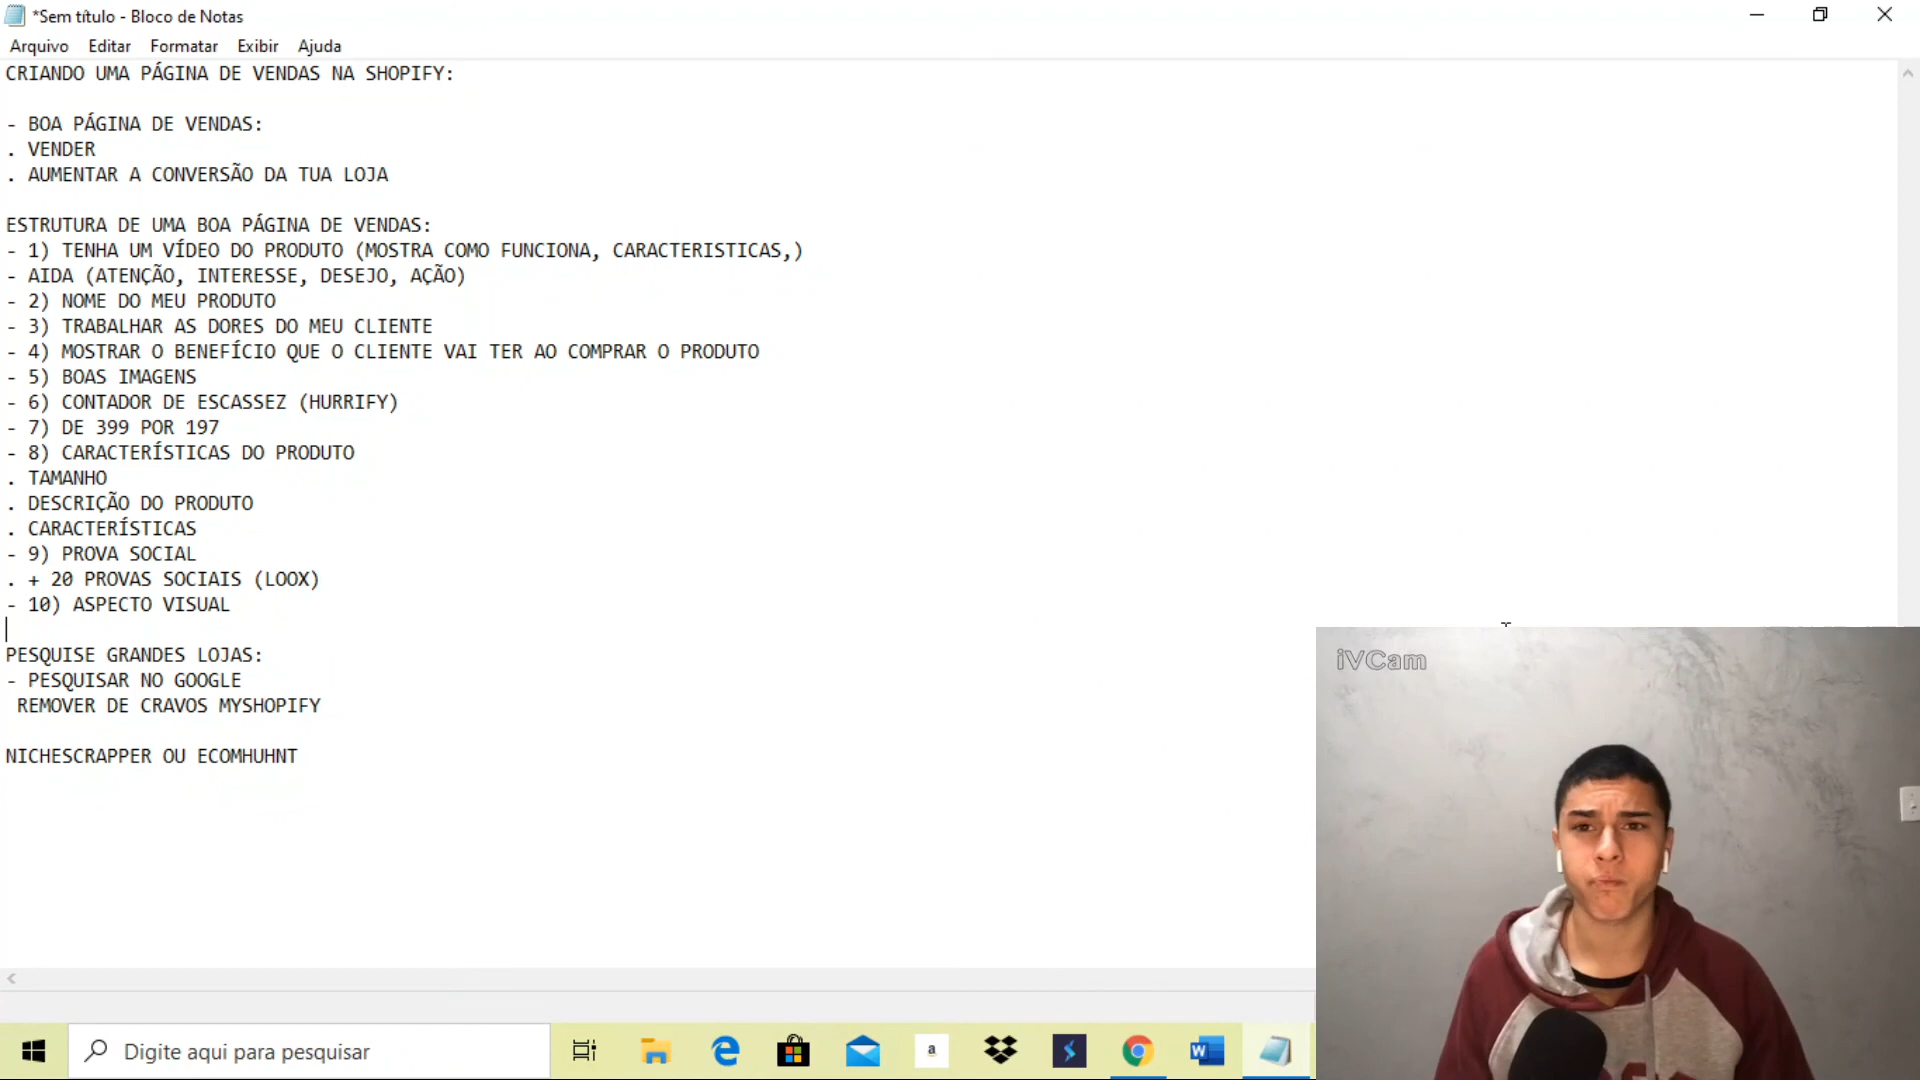 *Sem título - Bloco de Notas
Arquivo Editar Formatar Exibir Ajuda
CRIANDO UMA PÁGINA DE VENDAS NA SHOPIFY:
- BOA PÁGINA DE VENDAS:
. VENDER
. AUMENTAR A CONVERSÃO DA TUA LOJA
ESTRUTURA DE UMA BOA PÁGINA DE VENDAS:
- 1) TENHA UM VÍDEO DO PRODUTO (MOSTRA COMO FUNCIONA, CARACTERISTICAS,)
- AIDA (ATENÇÃO, INTERESSE, DESEJO, AÇÃO)
- 2) NOME DO MEU PRODUTO
- 3) TRABALHAR AS DORES DO MEU CLIENTE
- 4) MOSTRAR O BENEFÍCIO QUE O CLIENTE VAI TER AO COMPRAR O PRODUTO
- 5) BOAS IMAGENS
- 6) CONTADOR DE ESCASSEZ (HURRIFY)
- 7) DE 399 POR 197
- 8) CARACTERÍSTICAS DO PRODUTO
. TAMANHO
. DESCRIÇÃO DO PRODUTO
. CARACTERÍSTICAS
- 9) PROVA SOCIAL
. + 20 PROVAS SOCIAIS (LOOX)
- 10) ASPECTO VISUAL
PESQUISE GRANDES LOJAS:
- PESQUISAR NO GOOGLE
REMOVER DE CRAVOS MYSHOPIFY
NICHESCRAPPER OU ECOMHUHNT
iVCam
Digite aqui para pesquisar
a
W